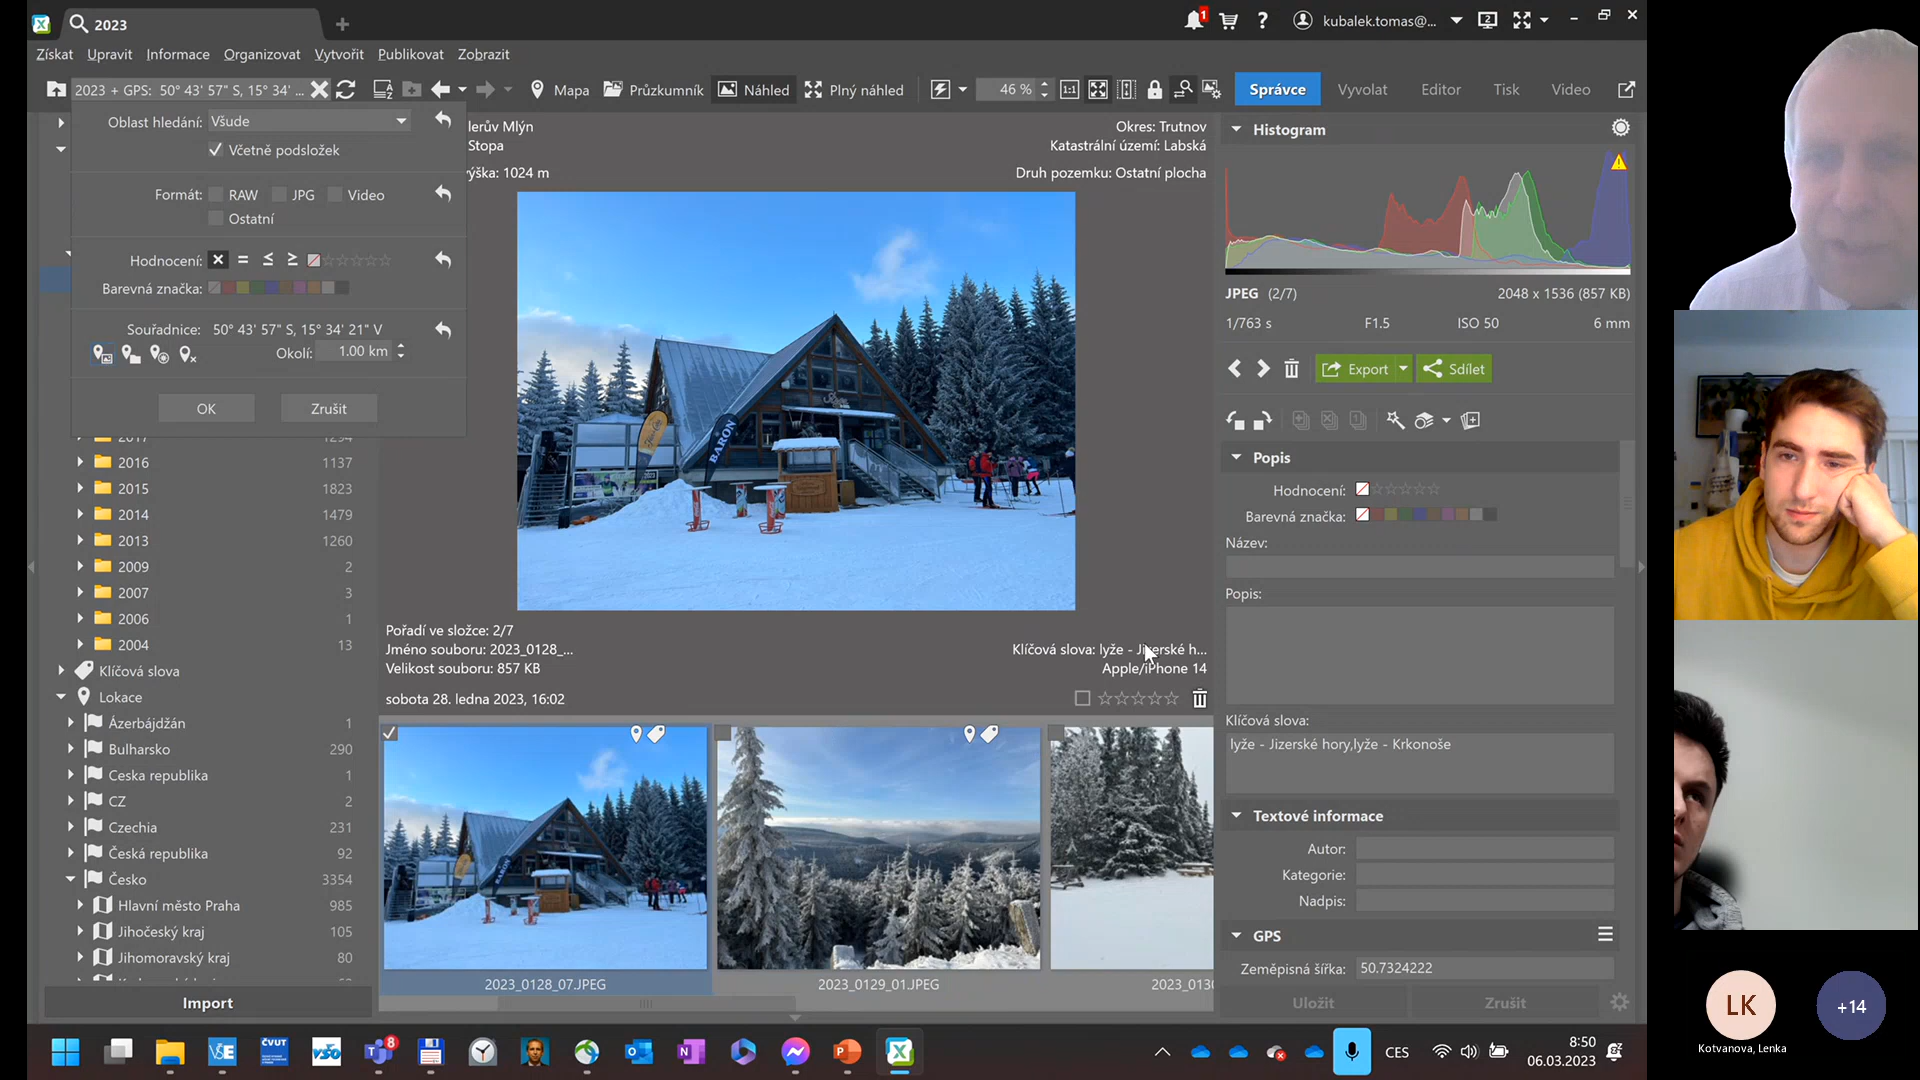 2023
kubalek.tomas@...
Získat Upravit Informace Organizovat Vytvořit Publikovat Zobrazit
2023 + GPS: 50° 43' 57" S, 15° 34' ...
Mapa Průzkumník Náhled Plný náhled 46 %
Správce Vyvolat Editor Tisk Video
Oblast hledání: Všude
Včetně podsložek
Formát: RAW JPG Video
Ostatní
Hodnocení:
Barevná značka:
Souřadnice: 50° 43' 57" S, 15° 34' 21" V
Okolí: 1.00 km
OK Zrušit
2017 1294
2016 1137
2015 1823
2014 1479
2013 1260
2009 2
2007 3
2006 1
2004 13
Klíčová slova
Lokace
Ázerbájdžán 1
Bulharsko 290
Ceska republika 1
CZ 2
Czechia 231
Česká republika 92
Česko 3354
Hlavní město Praha 985
Jihočeský kraj 105
Jihomoravský kraj 80
Import
lerův Mlýn
Stopa
výška: 1024 m
Okres: Trutnov
Katastrální území: Labská
Druh pozemku: Ostatní plocha
BARON
Pořadí ve složce: 2/7
Jméno souboru: 2023_0128_...
Velikost souboru: 857 KB
Klíčová slova: lyže - Jizerské h...
Apple/iPhone 14
sobota 28. ledna 2023, 16:02
2023_0128_07.JPEG
2023_0129_01.JPEG
2023_0130
Histogram
JPEG (2/7) 2048 x 1536 (857 KB)
1/763 s F1.5 ISO 50 6 mm
Export Sdílet
Popis
Hodnocení:
Barevná značka:
Název:
Popis:
Klíčová slova:
lyže - Jizerské hory,lyže - Krkonoše
Textové informace
Autor:
Kategorie:
Nadpis:
GPS
Zeměpisná šířka: 50.7324222
Uložit Zrušit
LK
+14
Kotvanova, Lenka
CES
8:50
06.03.2023